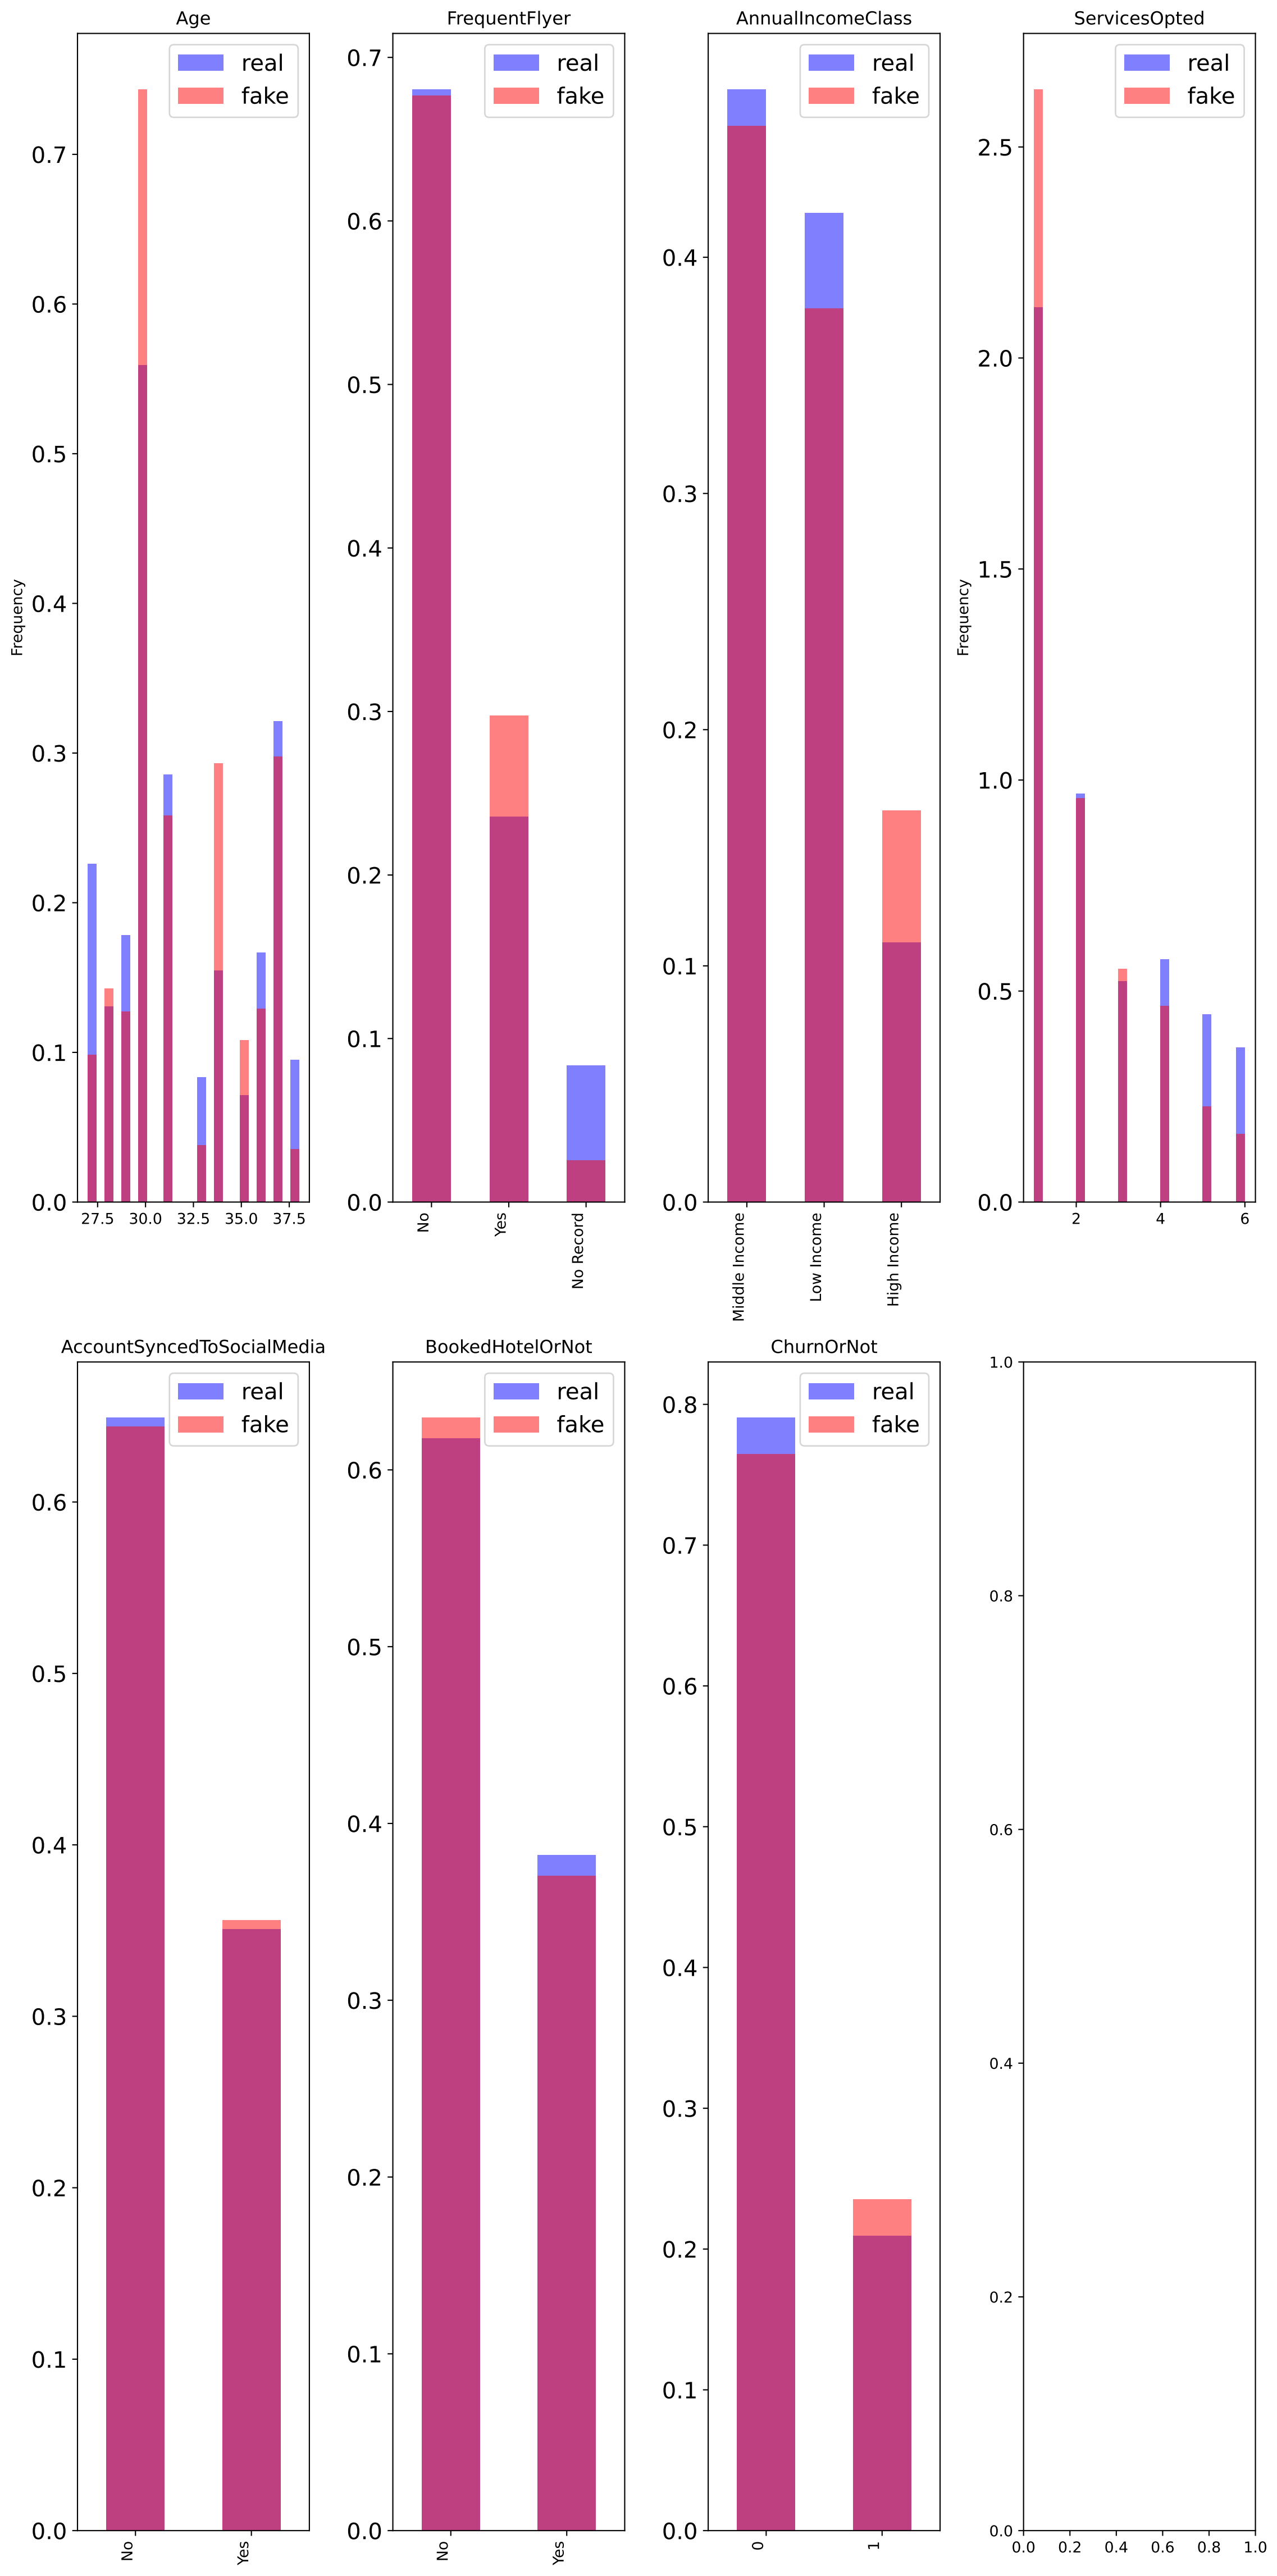 Age
real
fake
Frequency
0.7
0.6
0.5
0.4
0.3
0.2
0.1
0.0
27.5 30.0 32.5 35.0 37.5
FrequentFlyer
real
fake
0.7
0.6
0.5
0.4
0.3
0.2
0.1
0.0
No
Yes
No Record
AnnualIncomeClass
real
fake
0.4
0.3
0.2
0.1
0.0
Middle Income
Low Income
High Income
ServicesOpted
real
fake
Frequency
2.5
2.0
1.5
1.0
0.5
0.0
2 4 6
AccountSyncedToSocialMedia
real
fake
0.6
0.5
0.4
0.3
0.2
0.1
0.0
No
Yes
BookedHotelOrNot
real
fake
0.6
0.5
0.4
0.3
0.2
0.1
0.0
No
Yes
ChurnOrNot
real
fake
0.8
0.7
0.6
0.5
0.4
0.3
0.2
0.1
0.0
0
1
1.0
0.8
0.6
0.4
0.2
0.0
0.0 0.2 0.4 0.6 0.8 1.0